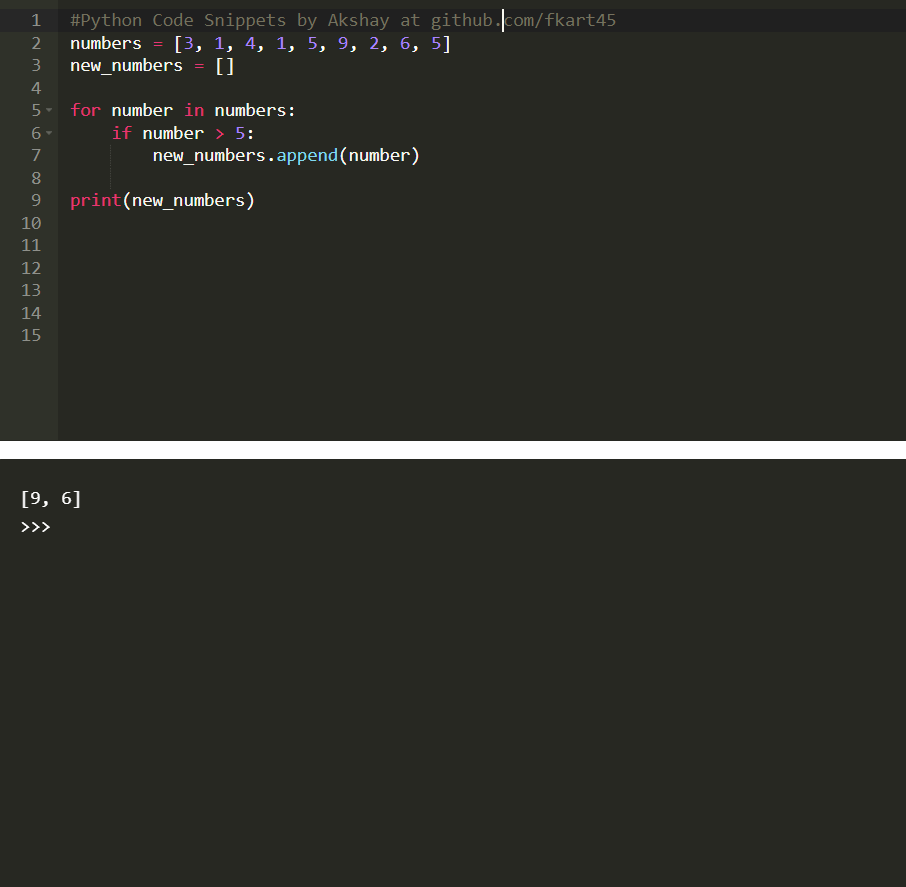 1 #Python Code Snippets by Akshay at github.com/fkart45
2 numbers = [3, 1, 4, 1, 5, 9, 2, 6, 5]
3 new_numbers = []
4
5 for number in numbers:
6     if number > 5:
7         new_numbers.append(number)
8
9 print(new_numbers)
10
11
12
13
14
15
[9, 6]
>>>